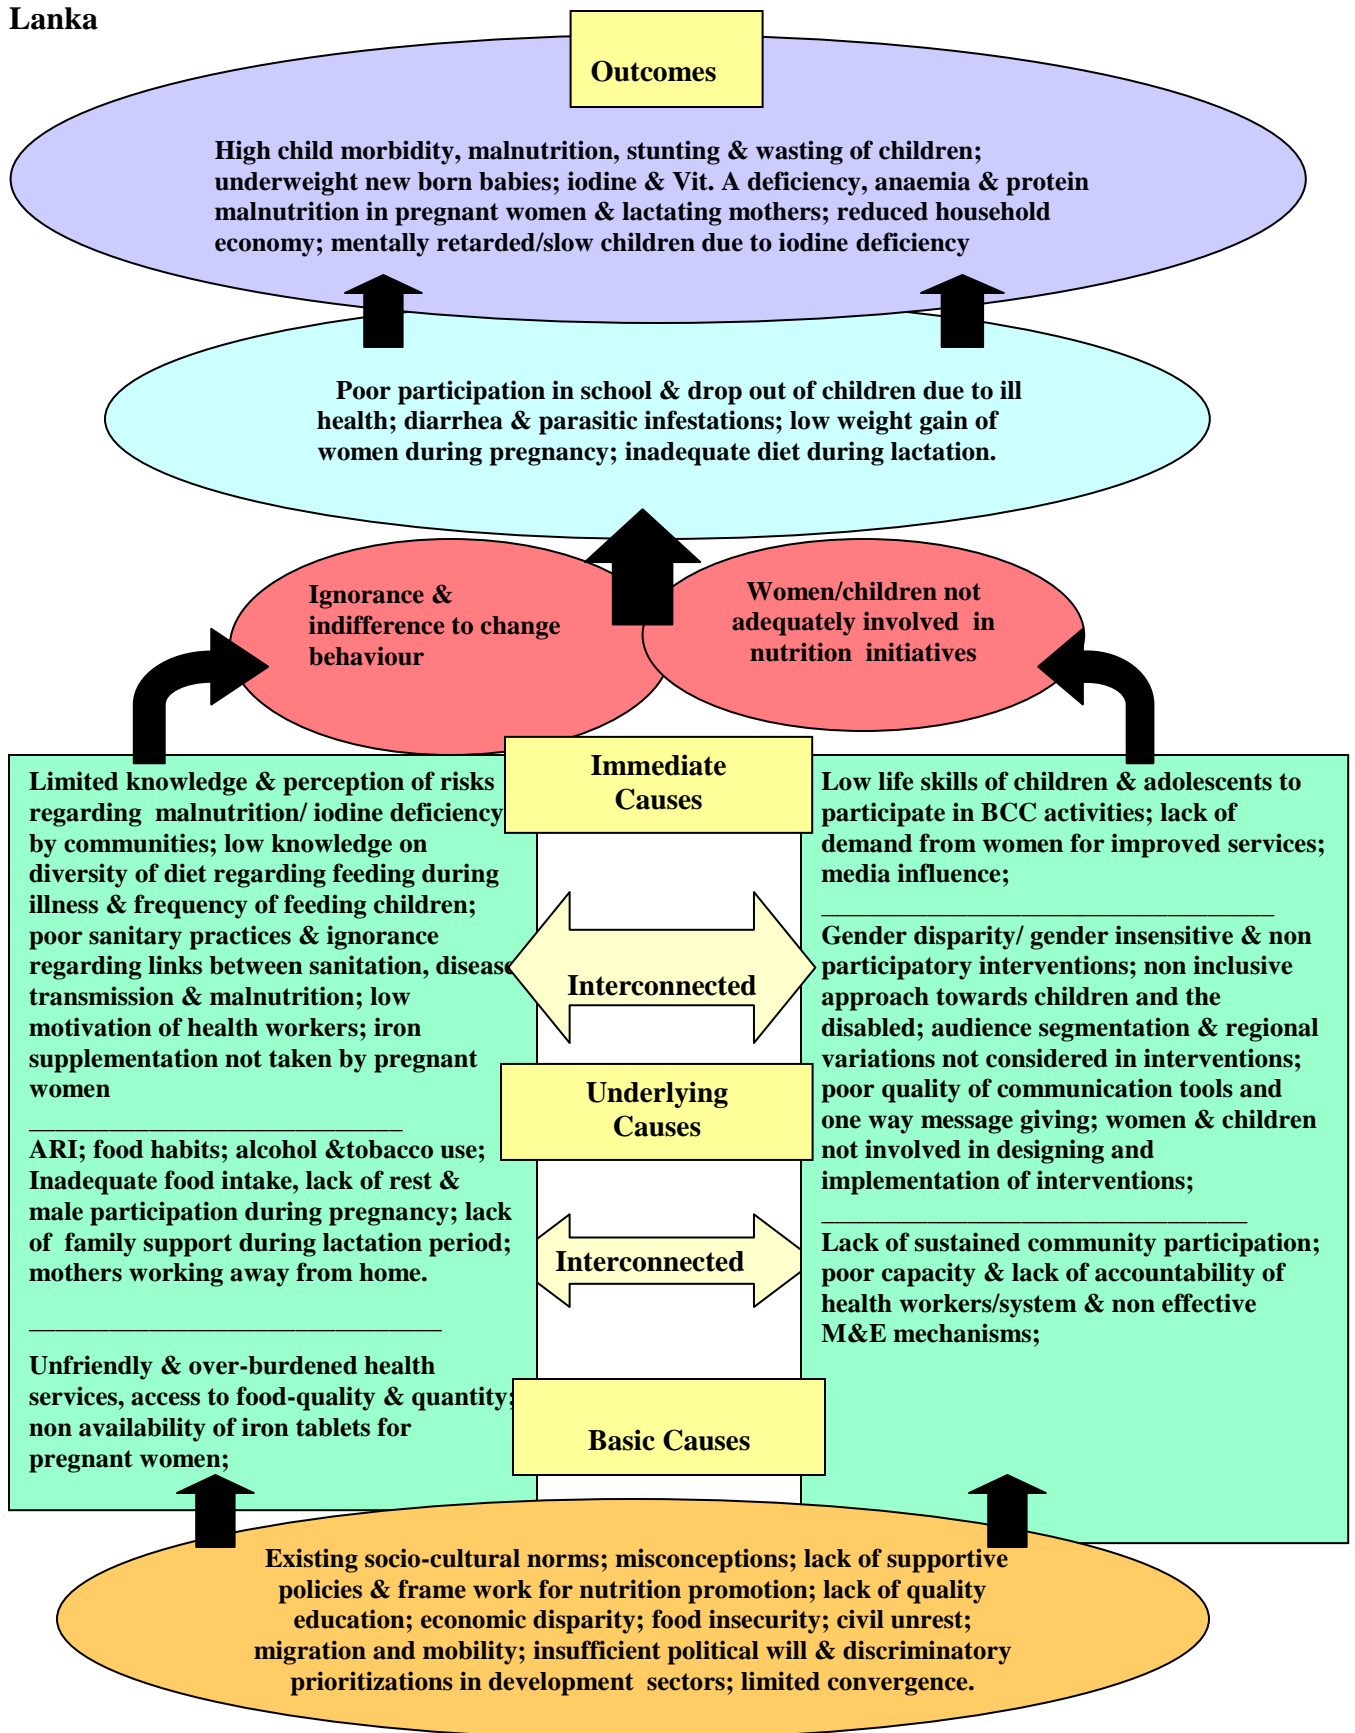 Lanka
Outcomes
High child morbidity, malnutrition, stunting & wasting of children;
underweight new born babies; iodine & Vit. A deficiency, anaemia & protein
malnutrition in pregnant women & lactating mothers; reduced household
economy; mentally retarded/slow children due to iodine deficiency
Poor participation in school & drop out of children due to ill
health; diarrhea & parasitic infestations; low weight gain of
women during pregnancy; inadequate diet during lactation.
Ignorance &
indifference to change
behaviour
Women/children not
adequately involved in
nutrition initiatives
Immediate
Causes
Limited knowledge & perception of risks
regarding malnutrition/ iodine deficiency
by communities; low knowledge on
diversity of diet regarding feeding during
illness & frequency of feeding children;
poor sanitary practices & ignorance
regarding links between sanitation, disease
transmission & malnutrition; low
motivation of health workers; iron
supplementation not taken by pregnant
women
ARI; food habits; alcohol &tobacco use;
Inadequate food intake, lack of rest &
male participation during pregnancy; lack
of family support during lactation period;
mothers working away from home.
Unfriendly & over-burdened health
services, access to food-quality & quantity;
non availability of iron tablets for
pregnant women;
Interconnected
Underlying
Causes
Interconnected
Basic Causes
Low life skills of children & adolescents to
participate in BCC activities; lack of
demand from women for improved services;
media influence;
Gender disparity/ gender insensitive & non
participatory interventions; non inclusive
approach towards children and the
disabled; audience segmentation & regional
variations not considered in interventions;
poor quality of communication tools and
one way message giving; women & children
not involved in designing and
implementation of interventions;
Lack of sustained community participation;
poor capacity & lack of accountability of
health workers/system & non effective
M&E mechanisms;
Existing socio-cultural norms; misconceptions; lack of supportive
policies & frame work for nutrition promotion; lack of quality
education; economic disparity; food insecurity; civil unrest;
migration and mobility; insufficient political will & discriminatory
prioritizations in development sectors; limited convergence.